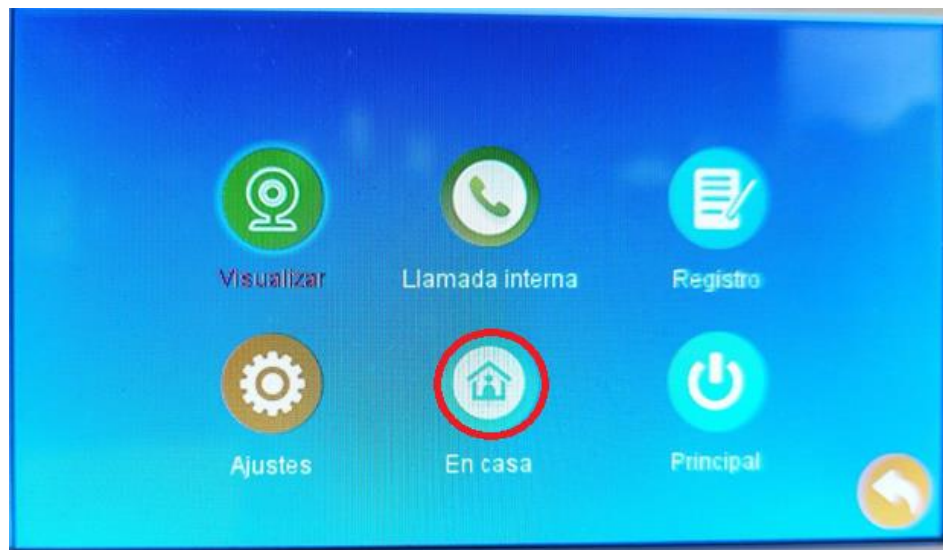 Visualizar
Llamada interna
Registro
Ajustes
En casa
Principal